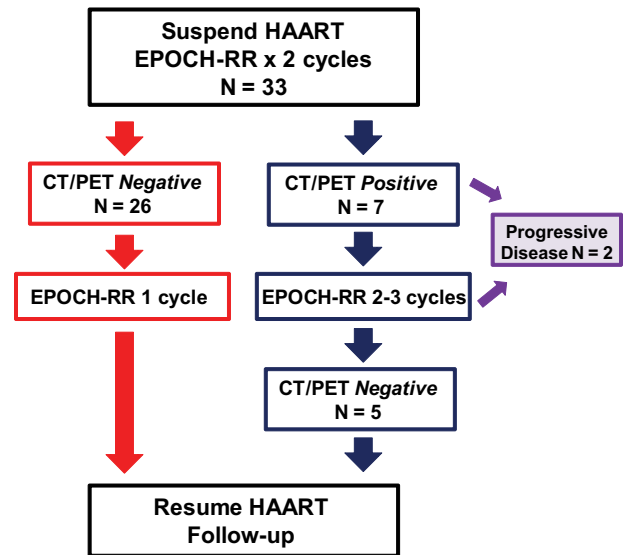 Suspend HAART
EPOCH-RR x 2 cycles
N = 33
CT/PET Negative
N = 26
CT/PET Positive
N = 7
Progressive
Disease N = 2
EPOCH-RR 1 cycle
EPOCH-RR 2-3 cycles
CT/PET Negative
N = 5
Resume HAART
Follow-up